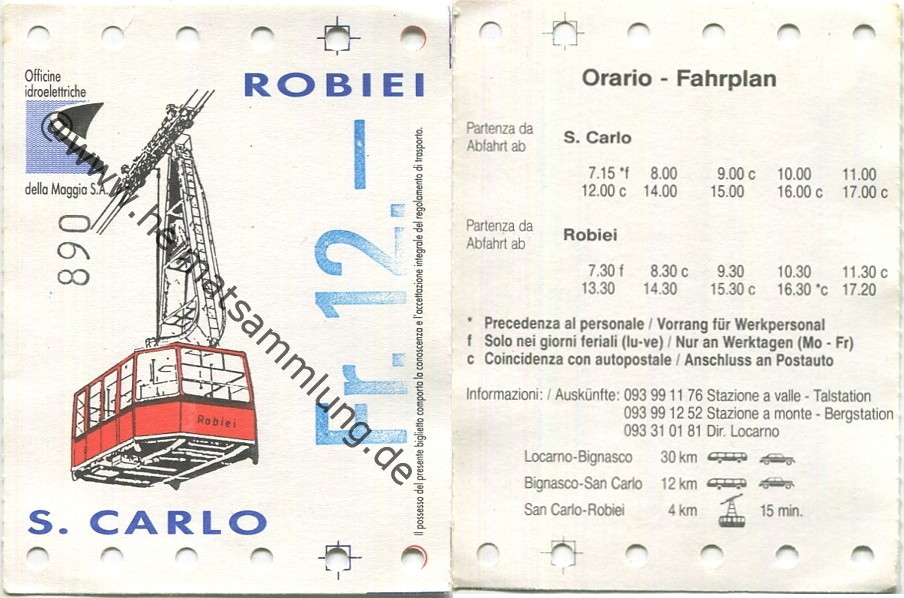 Officine
idroelettriche
ROBIEI
della Maggia S.A.
890
Fr. 12.—
Robiei
S. CARLO
Il possesso del presente biglietto comporta la conoscenza e l'accettazione integrale del regolamento di trasporto.
©www.heimatsammlung.de
Orario - Fahrplan
Partenza da
Abfahrt ab
S. Carlo
7.15 *f 8.00 9.00 c 10.00 11.00
12.00 c 14.00 15.00 16.00 c 17.00 c
Partenza da
Abfahrt ab
Robiei
7.30 f 8.30 c 9.30 10.30 11.30 c
13.30 14.30 15.30 c 16.30 *c 17.20
* Precedenza al personale / Vorrang für Werkpersonal
f Solo nei giorni feriali (lu-ve) / Nur an Werktagen (Mo - Fr)
c Coincidenza con autopostale / Anschluss an Postauto
Informazioni: / Auskünfte: 093 99 11 76 Stazione a valle - Talstation
093 99 12 52 Stazione a monte - Bergstation
093 31 01 81 Dir. Locarno
Locarno-Bignasco 30 km
Bignasco-San Carlo 12 km
San Carlo-Robiei 4 km 15 min.